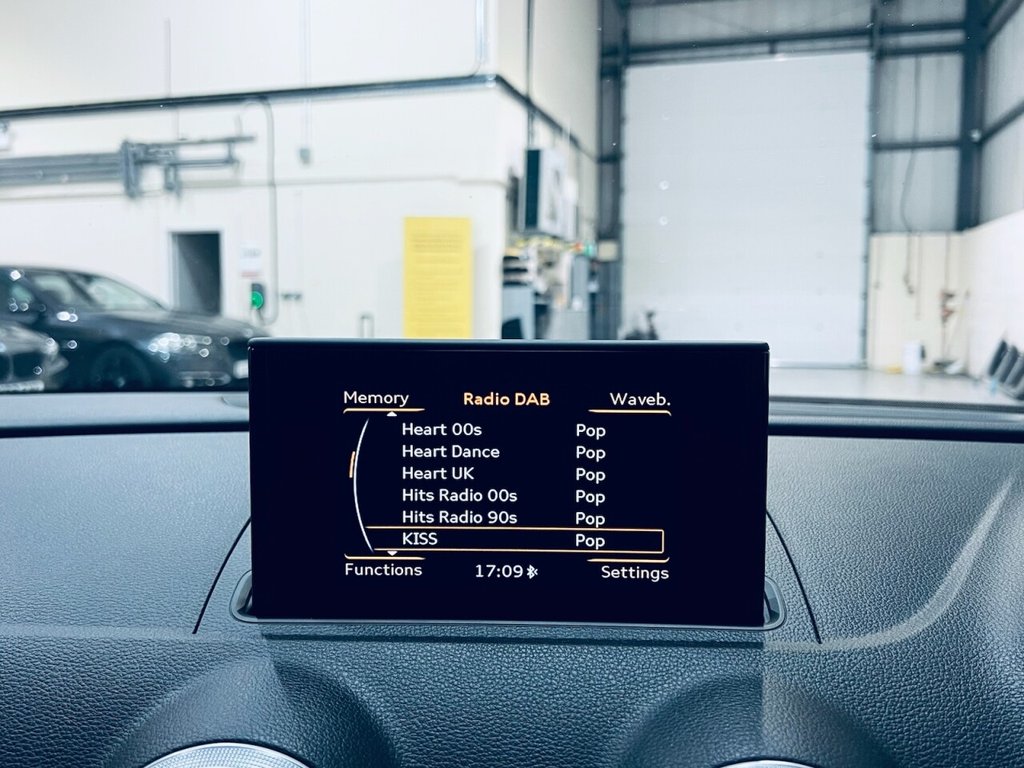 Memory Radio DAB Waveb.
Heart 00s Pop
Heart Dance Pop
Heart UK Pop
Hits Radio 00s Pop
Hits Radio 90s Pop
KISS Pop
Functions 17:09 Settings